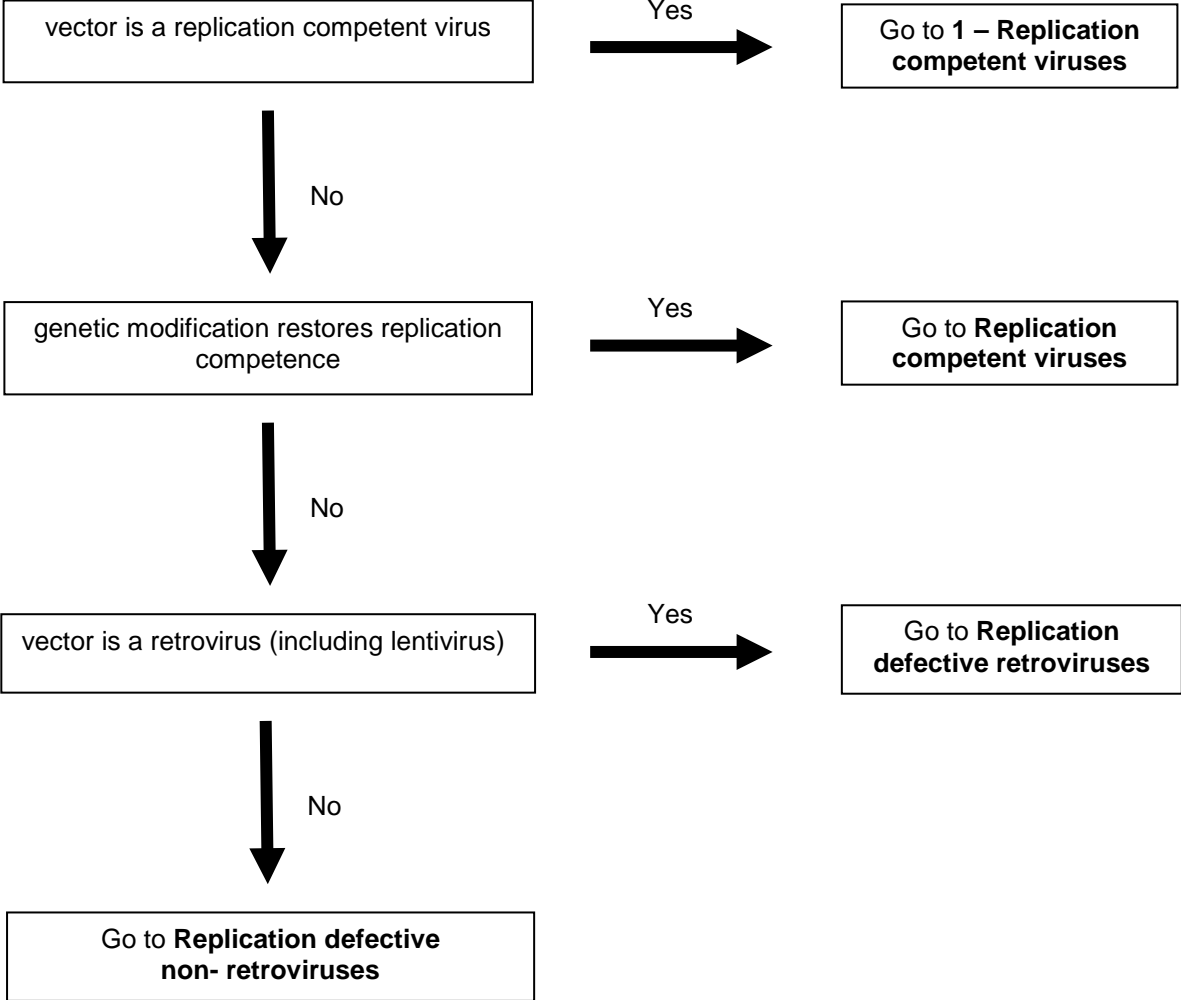 vector is a replication competent virus
Yes
Go to 1 – Replication
competent viruses
No
genetic modification restores replication
competence
Yes
Go to Replication
competent viruses
No
vector is a retrovirus (including lentivirus)
Yes
Go to Replication
defective retroviruses
No
Go to Replication defective
non- retroviruses